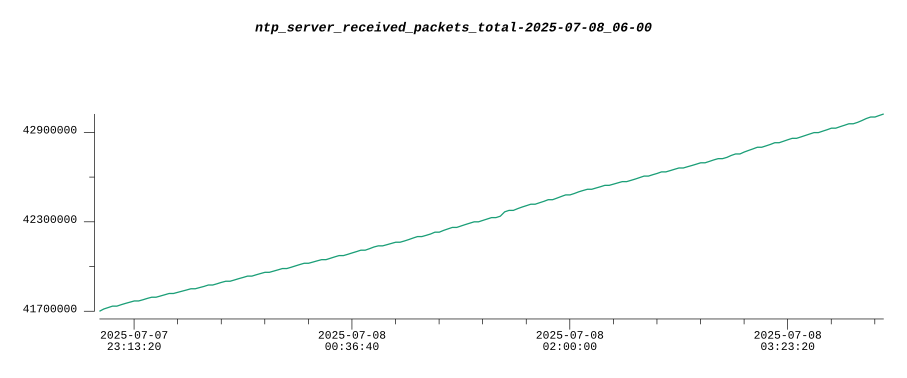 ntp_server_received_packets_total-2025-07-08_06-00
42900000
42300000
41700000
2025-07-07 2025-07-08 2025-07-08 2025-07-08
23:13:20 00:36:40 02:00:00 03:23:20